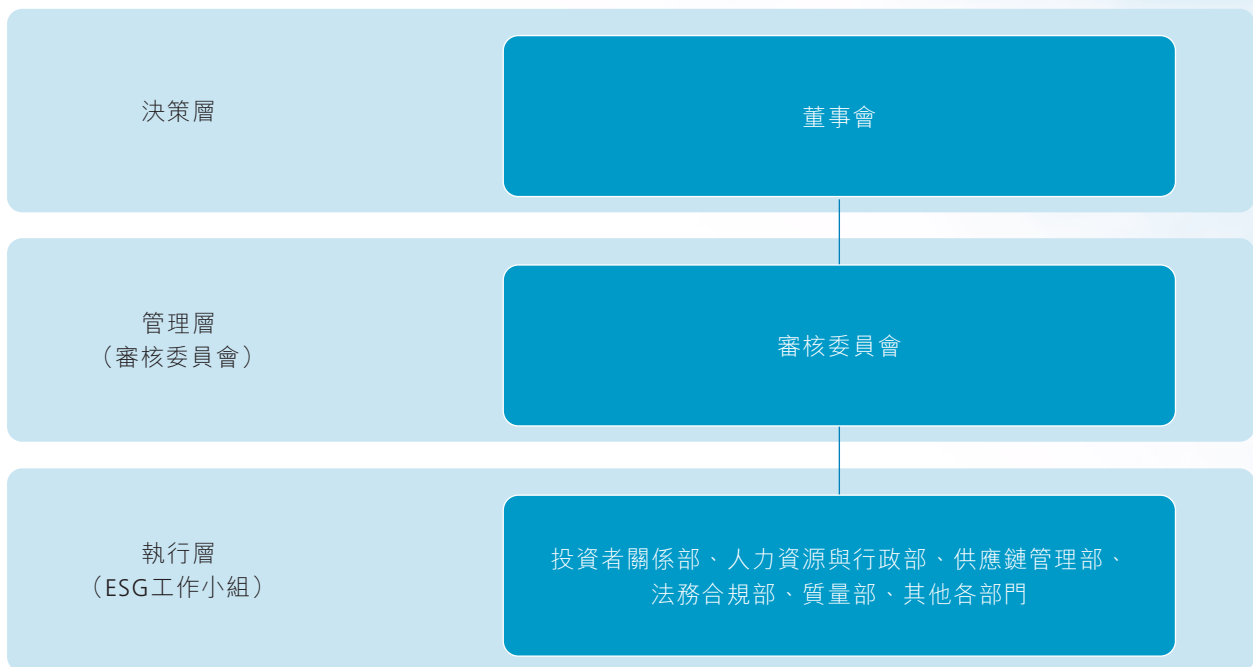 決策層
董事會
管理層
（審核委員會）
審核委員會
執行層
（ESG工作小組）
投資者關係部、人力資源與行政部、供應鏈管理部、
法務合規部、質量部、其他各部門